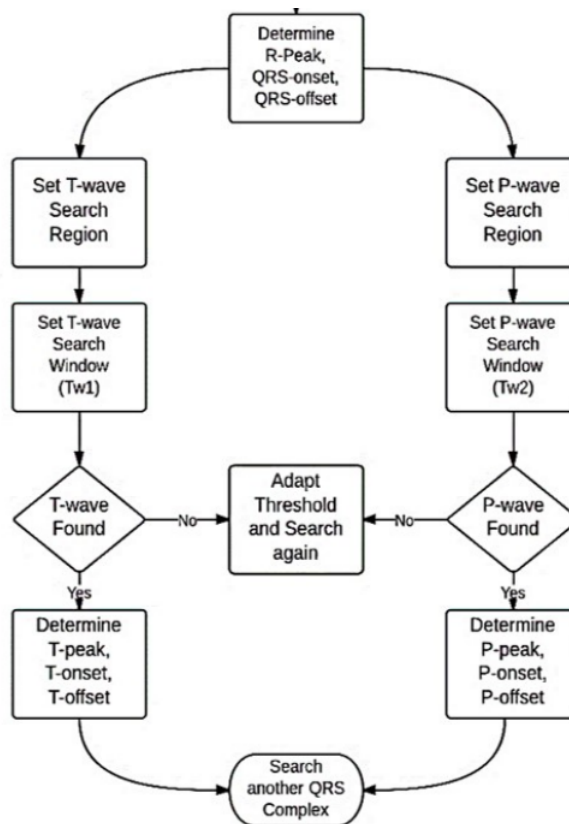 Determine
R-Peak,
QRS-onset,
QRS-offset
Set T-wave
Search
Region
Set P-wave
Search
Region
Set T-wave
Search
Window
(Tw1)
Set P-wave
Search
Window
(Tw2)
T-wave
Found
No
Adapt
Threshold
and Search
again
No
P-wave
Found
Yes
Yes
Determine
T-peak,
T-onset,
T-offset
Determine
P-peak,
P-onset,
P-offset
Search
another QRS
Complex